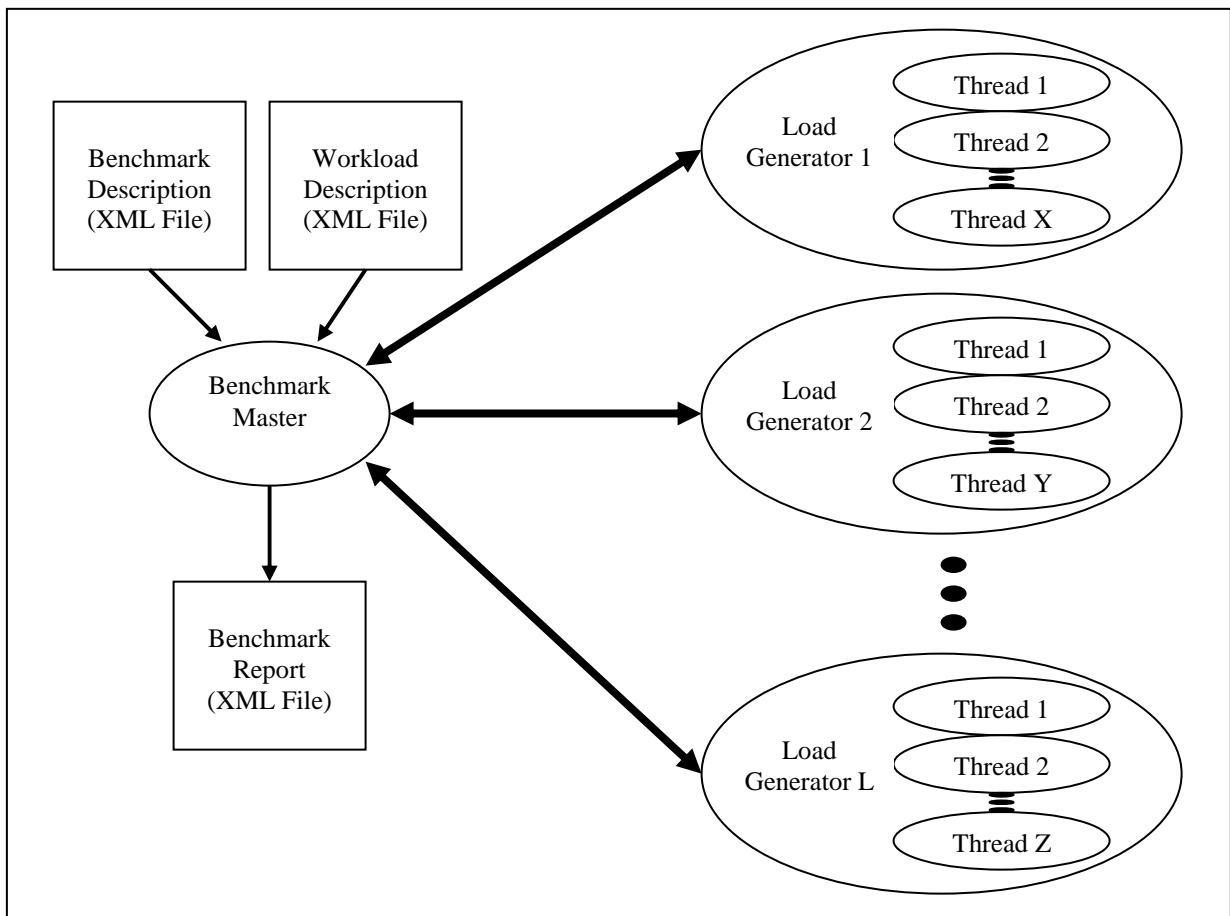 Benchmark
Description
(XML File)
Workload
Description
(XML File)
Benchmark
Master
Benchmark
Report
(XML File)
Load
Generator 1
Thread 1
Thread 2
Thread X
Load
Generator 2
Thread 1
Thread 2
Thread Y
Load
Generator L
Thread 1
Thread 2
Thread Z